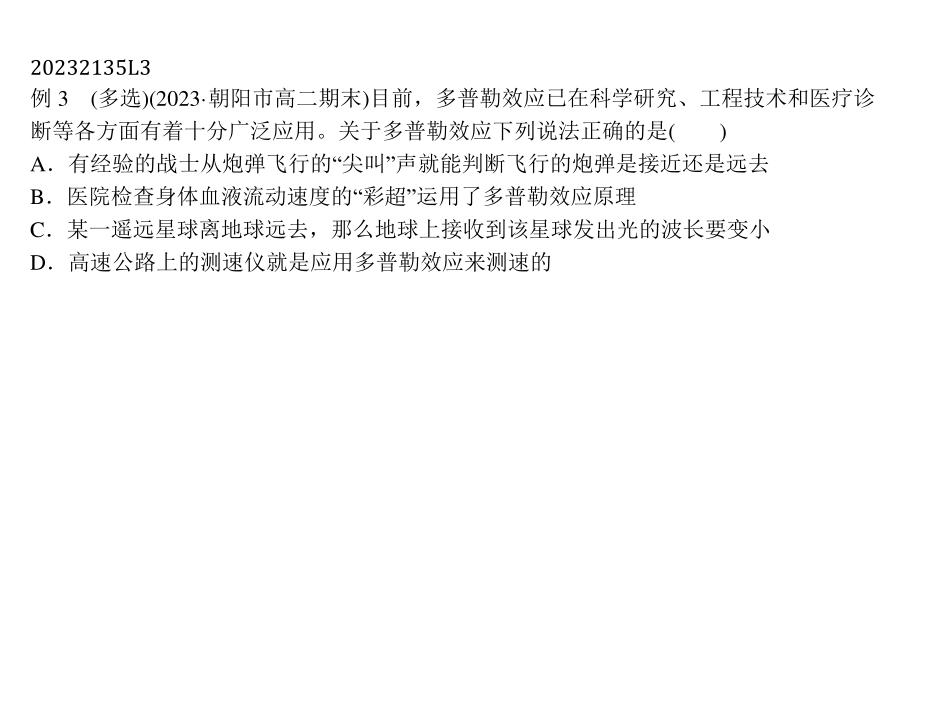 20232135L3
例 3　(多选)(2023·朝阳市高二期末)目前，多普勒效应已在科学研究、工程技术和医疗诊
断等各方面有着十分广泛应用。关于多普勒效应下列说法正确的是(　　)
A．有经验的战士从炮弹飞行的“尖叫”声就能判断飞行的炮弹是接近还是远去
B．医院检查身体血液流动速度的“彩超”运用了多普勒效应原理
C．某一遥远星球离地球远去，那么地球上接收到该星球发出光的波长要变小
D．高速公路上的测速仪就是应用多普勒效应来测速的